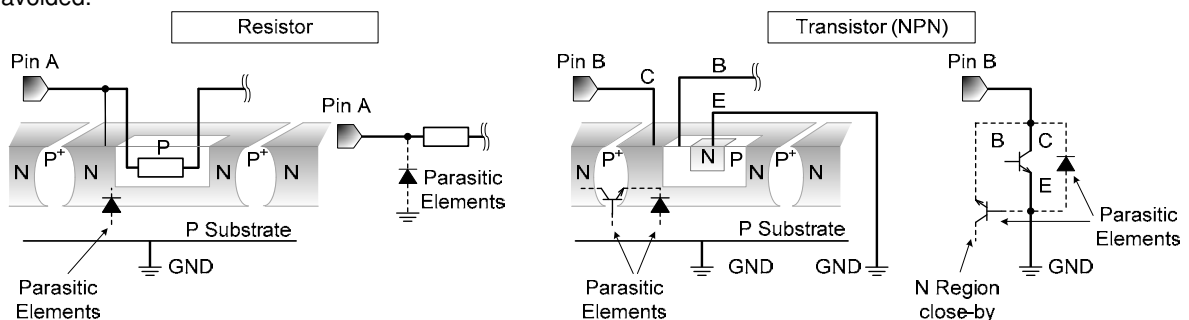 avoided.
Resistor
Transistor (NPN)
Pin A
Pin A
Parasitic
Elements
N
P+
N
P
N
P+
N
P Substrate
GND
Parasitic
Elements
Pin B
C
B
E
N
P+
N
P
N
P+
N
P Substrate
GND
GND
Parasitic
Elements
Pin B
B
C
E
Parasitic
Elements
GND
N Region
close-by